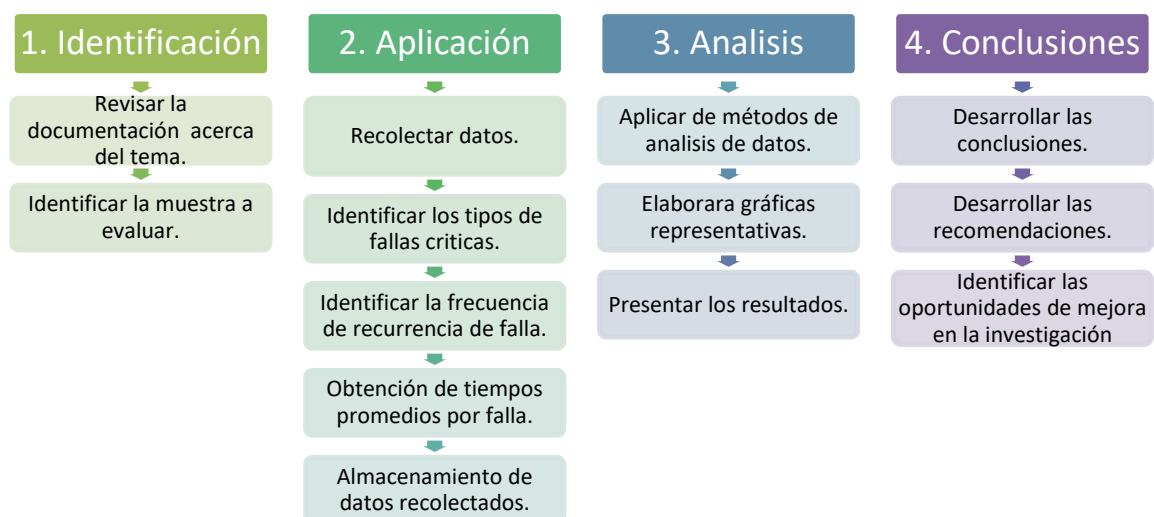 1. Identificación
Revisar la
documentación acerca
del tema.
Identificar la muestra a
evaluar.
2. Aplicación
Recolectar datos.
Identificar los tipos de
fallas criticas.
Identificar la frecuencia
de recurrencia de falla.
Obtención de tiempos
promedios por falla.
Almacenamiento de
datos recolectados.
3. Analisis
Aplicar de métodos de
analisis de datos.
Elaborara gráficas
representativas.
Presentar los resultados.
4. Conclusiones
Desarrollar las
conclusiones.
Desarrollar las
recomendaciones.
Identificar las
oportunidades de mejora
en la investigación